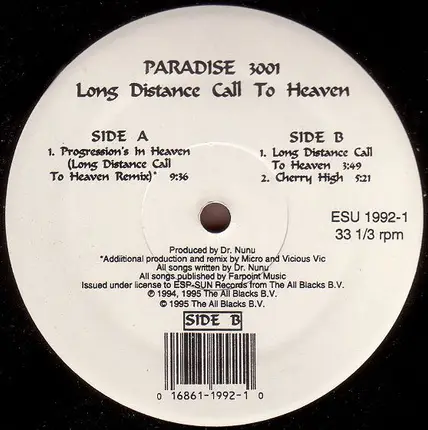 PARADISE 3001
Long Distance Call To Heaven
SIDE A
1. Progression's In Heaven
(Long Distance Call
To Heaven Remix)* 9:36
SIDE B
1. Long Distance Call
To Heaven 3:49
2. Cherry High 5:21
ESU 1992-1
33 1/3 rpm
Produced by Dr. Nunu
*Addiitional production and remix by Micro and Vicious Vic
All songs written by Dr. Nunu
All songs published by Farpoint Music
Issued under license to ESP-SUN Records from The All Blacks B.V.
℗ 1994, 1995 The All Blacks B.V.
© 1995 The All Blacks B.V.
SIDE B
0 16861-1992-1 0